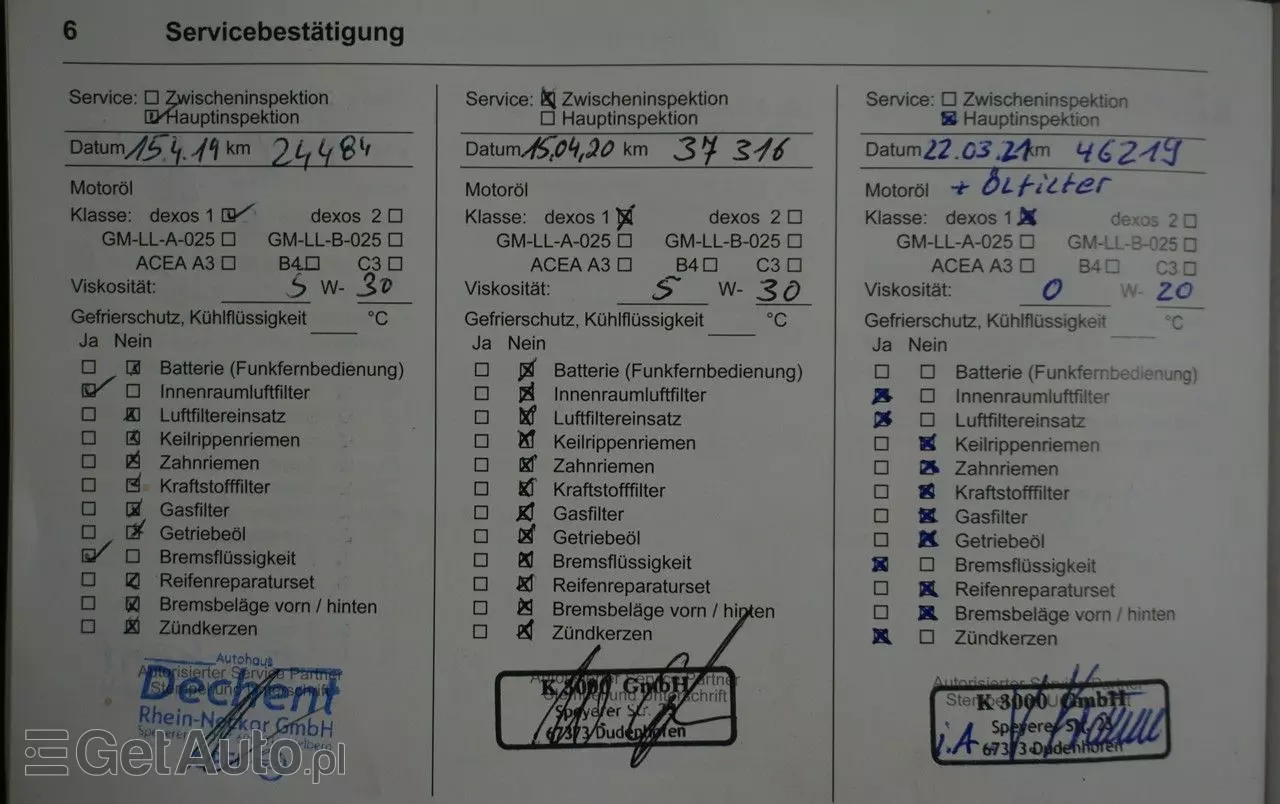 6 Servicebestätigung
Service: Zwischeninspektion
Hauptinspektion
Datum 15.4.19 km 24484
Motoröl
Klasse: dexos 1 dexos 2
GM-LL-A-025 GM-LL-B-025
ACEA A3 B4 C3
Viskosität: 5 W- 30
Gefrierschutz, Kühlflüssigkeit °C
Ja Nein
Batterie (Funkfernbedienung)
Innenraumluftfilter
Luftfiltereinsatz
Keilrippenriemen
Zahnriemen
Kraftstofffilter
Gasfilter
Getriebeöl
Bremsflüssigkeit
Reifenreparaturset
Bremsbeläge vorn / hinten
Zündkerzen
Autohaus
Autorisierter Service Partner
Dechent
Rhein-Neckar GmbH
Service: Zwischeninspektion
Hauptinspektion
Datum 15,04,20 km 37 316
Motoröl
Klasse: dexos 1 dexos 2
GM-LL-A-025 GM-LL-B-025
ACEA A3 B4 C3
Viskosität: 5 W- 30
Gefrierschutz, Kühlflüssigkeit °C
Ja Nein
Batterie (Funkfernbedienung)
Innenraumluftfilter
Luftfiltereinsatz
Keilrippenriemen
Zahnriemen
Kraftstofffilter
Gasfilter
Getriebeöl
Bremsflüssigkeit
Reifenreparaturset
Bremsbeläge vorn / hinten
Zündkerzen
K 3000 GmbH
Speyerer Str.
67373 Dudenhofen
Service: Zwischeninspektion
Hauptinspektion
Datum 22.03.21 km 46219
Motoröl + Ölfilter
Klasse: dexos 1 dexos 2
GM-LL-A-025 GM-LL-B-025
ACEA A3 B4 C3
Viskosität: 0 W- 20
Gefrierschutz, Kühlflüssigkeit °C
Ja Nein
Batterie (Funkfernbedienung)
Innenraumluftfilter
Luftfiltereinsatz
Keilrippenriemen
Zahnriemen
Kraftstofffilter
Gasfilter
Getriebeöl
Bremsflüssigkeit
Reifenreparaturset
Bremsbeläge vorn / hinten
Zündkerzen
K 3000 GmbH
Speyerer Str.
i.A 67373 Dudenhofen
GetAuto.pl